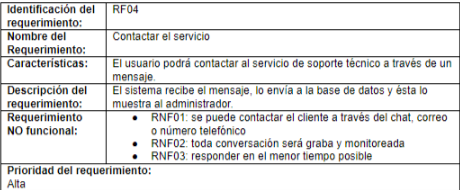 Identificación del requerimiento: RF04
Nombre del Requerimiento: Contactar el servicio
Características: El usuario podrá contactar al servicio de soporte técnico a través de un mensaje.
Descripción del requerimiento: El sistema recibe el mensaje, lo envía a la base de datos y ésta lo muestra al administrador.
Requerimiento NO funcional:
• RNF01: se puede contactar el cliente a través del chat, correo o número telefónico
• RNF02: toda conversación será graba y monitoreada
• RNF03: responder en el menor tiempo posible
Prioridad del requerimiento:
Alta